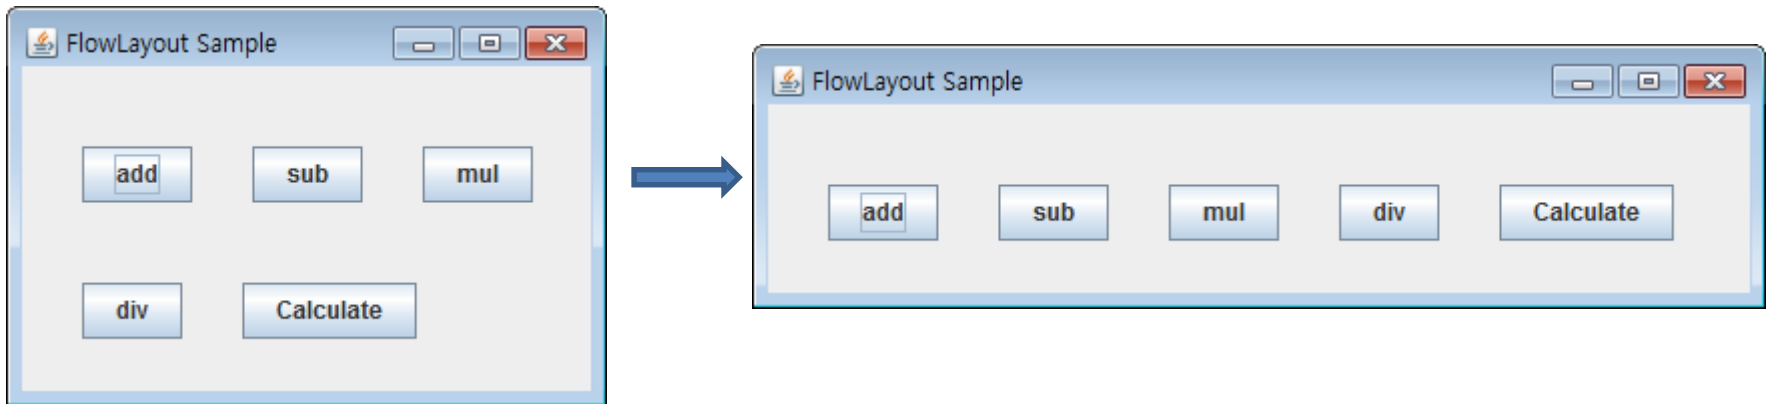 FlowLayout Sample
add sub mul
div Calculate
FlowLayout Sample
add sub mul div Calculate